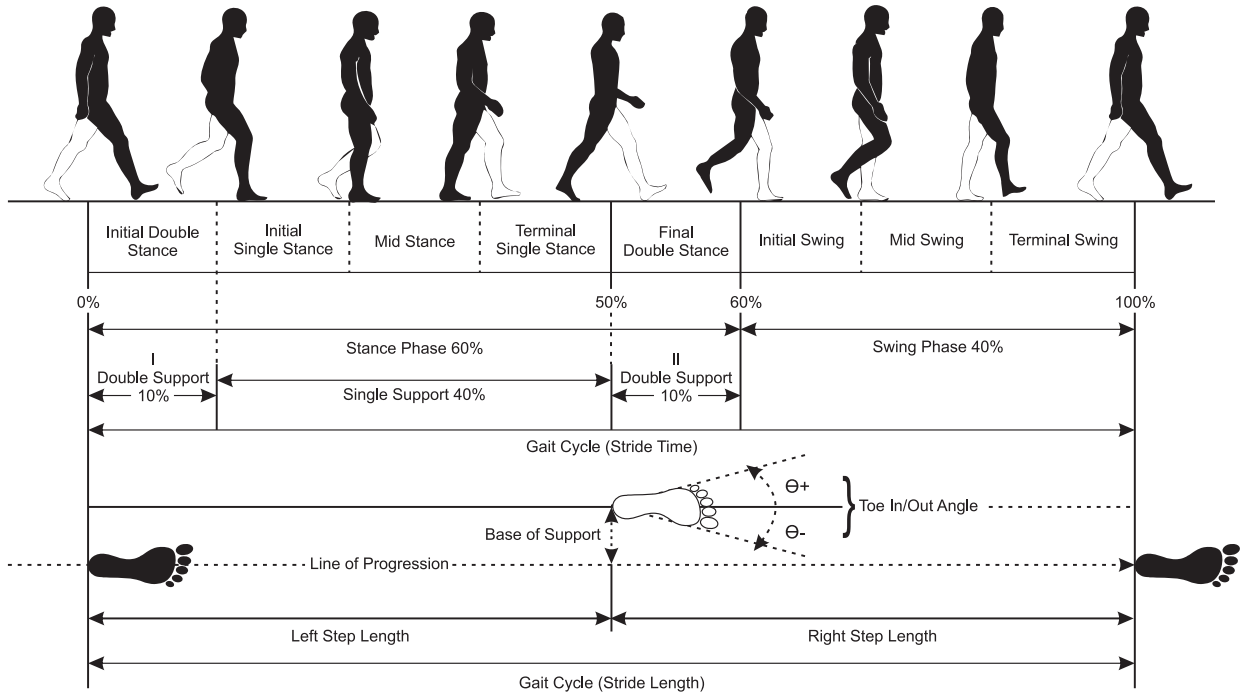 Initial Double
Stance
Initial
Single Stance
Mid Stance
Terminal
Single Stance
Final
Double Stance
Initial Swing
Mid Swing
Terminal Swing
0%
50%
60%
100%
Stance Phase 60%
Swing Phase 40%
I
Double Support
10%
Single Support 40%
II
Double Support
10%
Gait Cycle (Stride Time)
Ɵ+
Toe In/Out Angle
Ɵ-
Base of Support
Line of Progression
Left Step Length
Right Step Length
Gait Cycle (Stride Length)